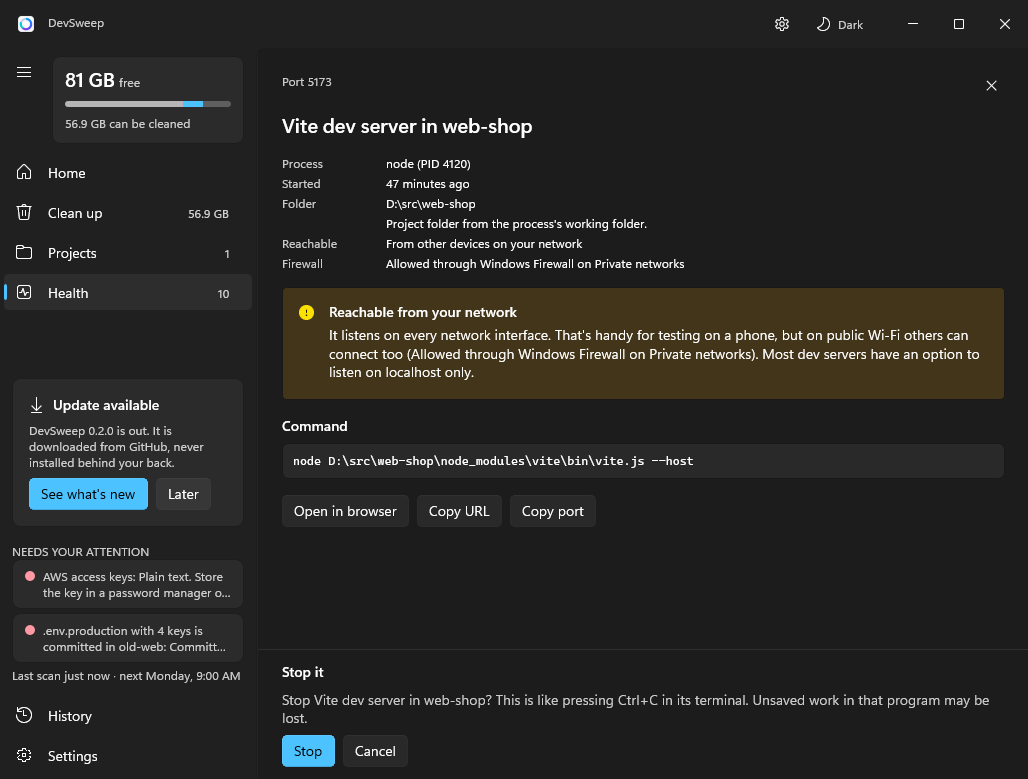 DevSweep
Dark
81 GB free
56.9 GB can be cleaned
Home
Clean up 56.9 GB
Projects 1
Health 10
Update available
DevSweep 0.2.0 is out. It is
downloaded from GitHub, never
installed behind your back.
See what's new
Later
NEEDS YOUR ATTENTION
AWS access keys: Plain text. Store
the key in a password manager o...
.env.production with 4 keys is
committed in old-web: Committ...
Last scan just now · next Monday, 9:00 AM
History
Settings
Port 5173
Vite dev server in web-shop
Process node (PID 4120)
Started 47 minutes ago
Folder D:\src\web-shop
Project folder from the process's working folder.
Reachable From other devices on your network
Firewall Allowed through Windows Firewall on Private networks
Reachable from your network
It listens on every network interface. That's handy for testing on a phone, but on public Wi-Fi others can
connect too (Allowed through Windows Firewall on Private networks). Most dev servers have an option to
listen on localhost only.
Command
node D:\src\web-shop\node_modules\vite\bin\vite.js --host
Open in browser
Copy URL
Copy port
Stop it
Stop Vite dev server in web-shop? This is like pressing Ctrl+C in its terminal. Unsaved work in that program may be
lost.
Stop
Cancel